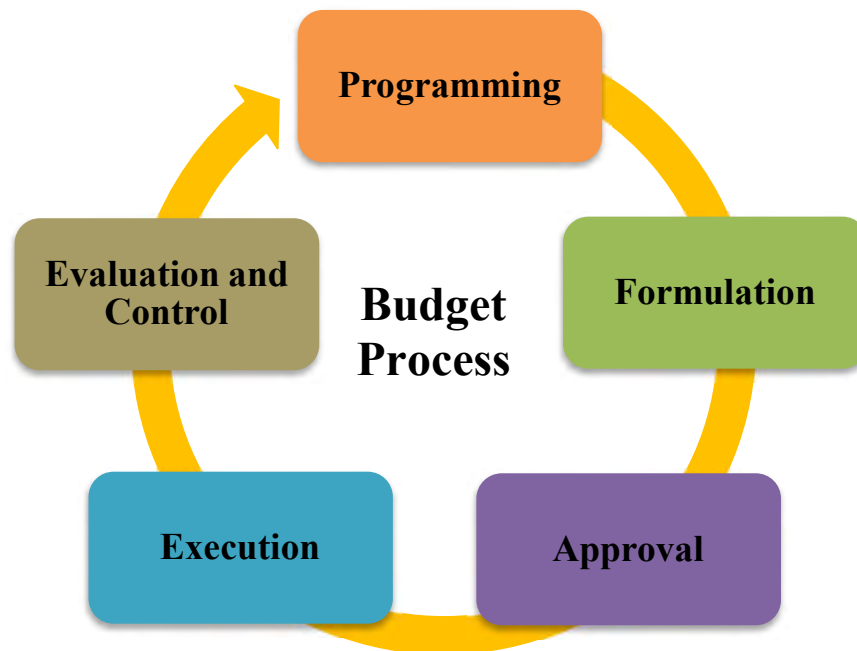 Programming
Formulation
Approval
Execution
Evaluation and
Control
Budget
Process